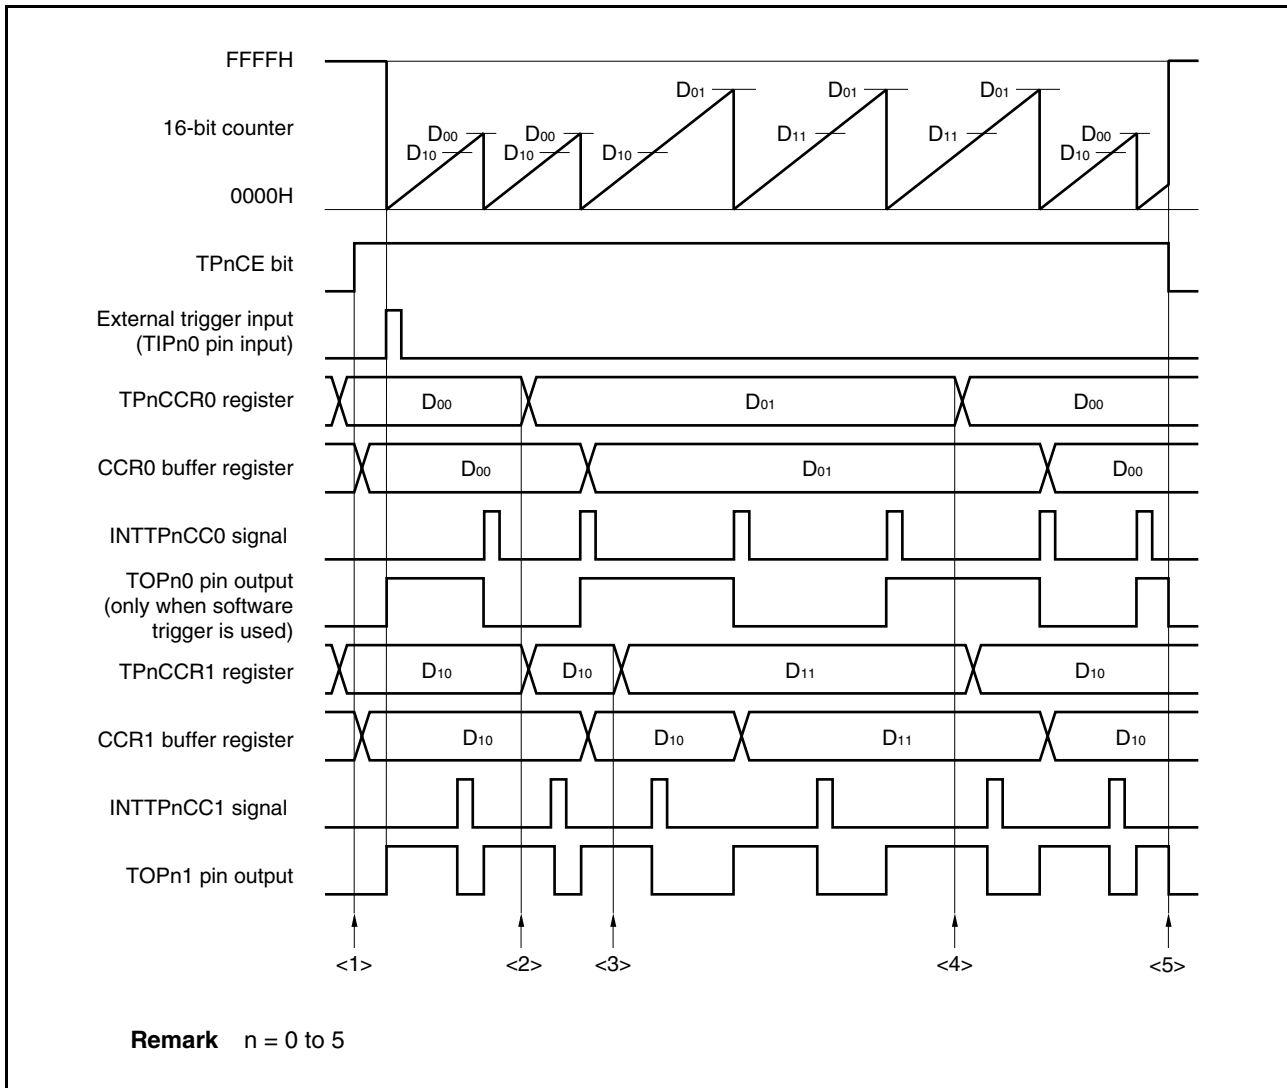 FFFFH
16-bit counter
0000H
D00 D00 D01 D01 D01 D00
D10 D10 D10 D11 D11 D10
TPnCE bit
External trigger input
(TIPn0 pin input)
TPnCCR0 register D00 D01 D00
CCR0 buffer register D00 D01 D00
INTTPnCC0 signal
TOPn0 pin output
(only when software
trigger is used)
TPnCCR1 register D10 D10 D11 D10
CCR1 buffer register D10 D10 D11 D10
INTTPnCC1 signal
TOPn1 pin output
<1> <2> <3> <4> <5>
Remark n = 0 to 5